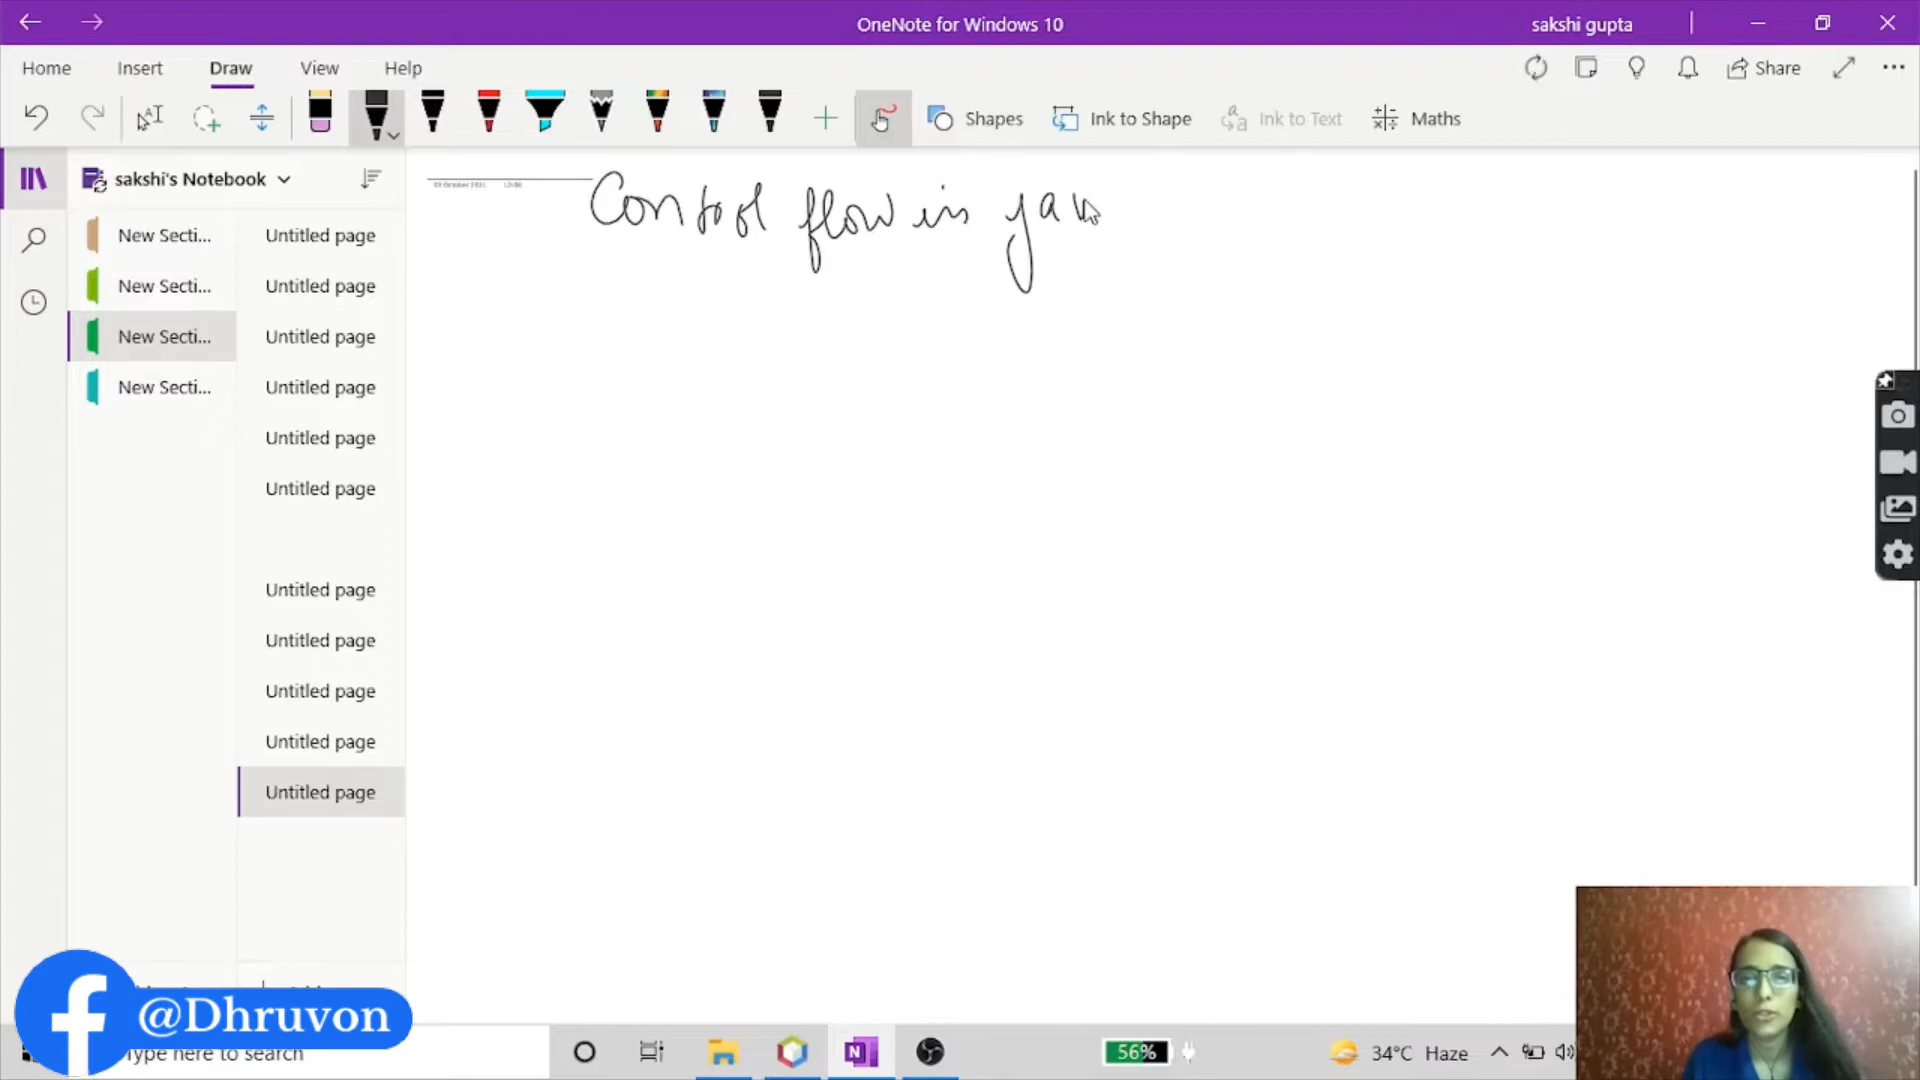 OneNote for Windows 10
sakshi gupta
Home Insert Draw View Help
Share
Shapes Ink to Shape Ink to Text Maths
sakshi's Notebook
Control flow in jav
New Secti... Untitled page
New Secti... Untitled page
New Secti... Untitled page
New Secti... Untitled page
Untitled page
Untitled page
Untitled page
Untitled page
Untitled page
Untitled page
Untitled page
@Dhruvon
Type here to search
56%
34°C Haze